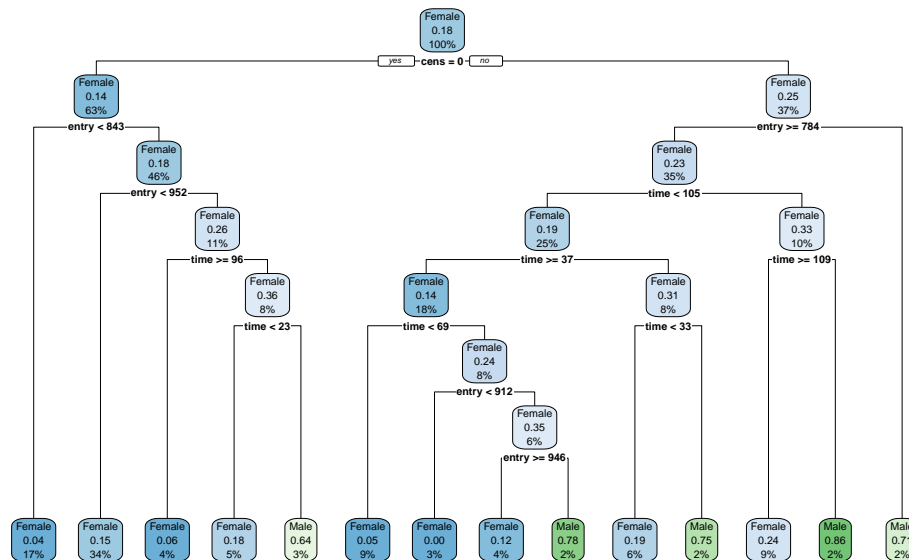 Female
0.18
100%
yes cens = 0 no
Female
0.14
63%
Female
0.25
37%
entry < 843
entry >= 784
Female
0.18
46%
Female
0.23
35%
entry < 952
time < 105
Female
0.26
11%
Female
0.19
25%
Female
0.33
10%
time >= 96
time >= 37
time >= 109
Female
0.36
8%
Female
0.14
18%
Female
0.31
8%
time < 23
time < 69
time < 33
Female
0.24
8%
entry < 912
Female
0.35
6%
entry >= 946
Female
0.04
17%
Female
0.15
34%
Female
0.06
4%
Female
0.18
5%
Male
0.64
3%
Female
0.05
9%
Female
0.00
3%
Female
0.12
4%
Male
0.78
2%
Female
0.19
6%
Male
0.75
2%
Female
0.24
9%
Male
0.86
2%
Male
0.71
2%